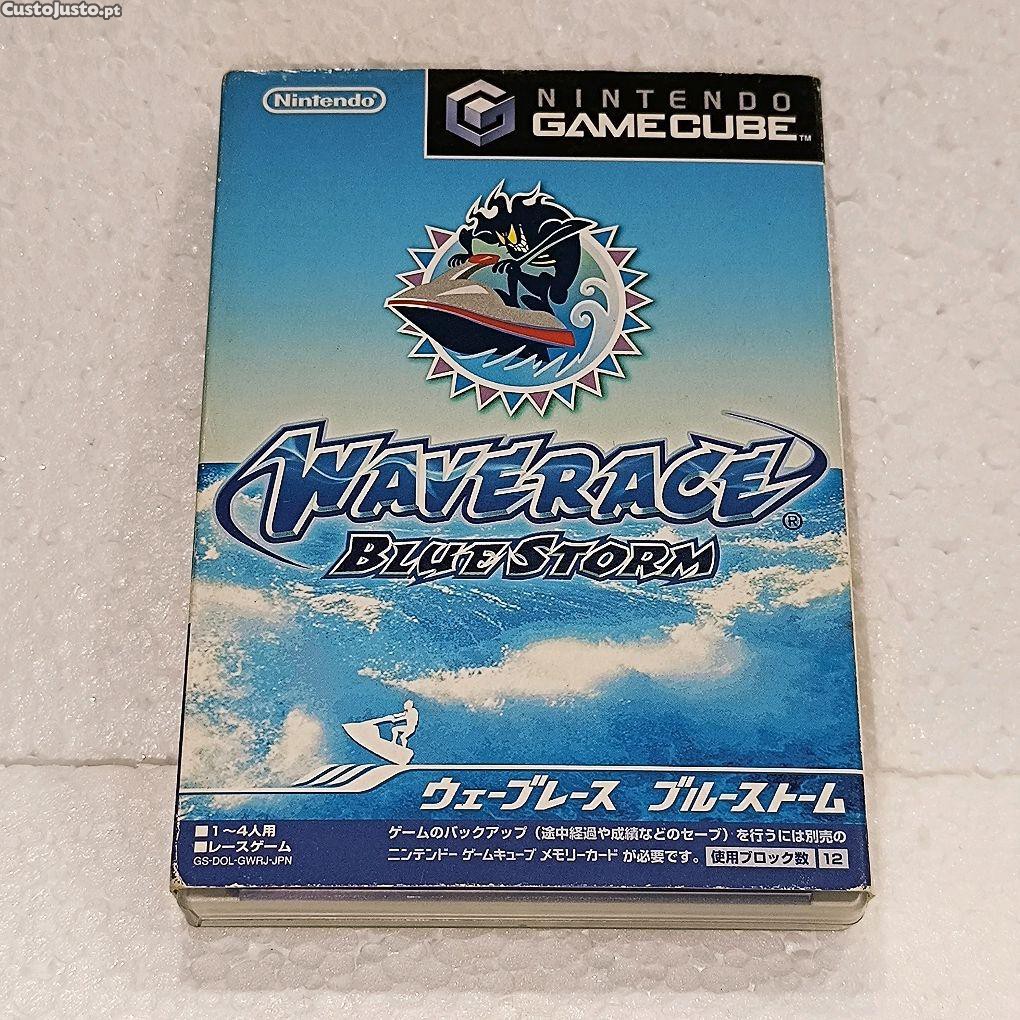 CustoJusto.pt
Nintendo
NINTENDO
GAMECUBE™
WAVERACE®
BLUE STORM
ウェーブレース ブルーストーム
■1〜4人用
■レースゲーム
GS-DOL-GWRJ-JPN
ゲームのバックアップ（途中経過や成績などのセーブ）を行うには別売の
ニンテンドー ゲームキューブ メモリーカード が必要です。 使用ブロック数 12